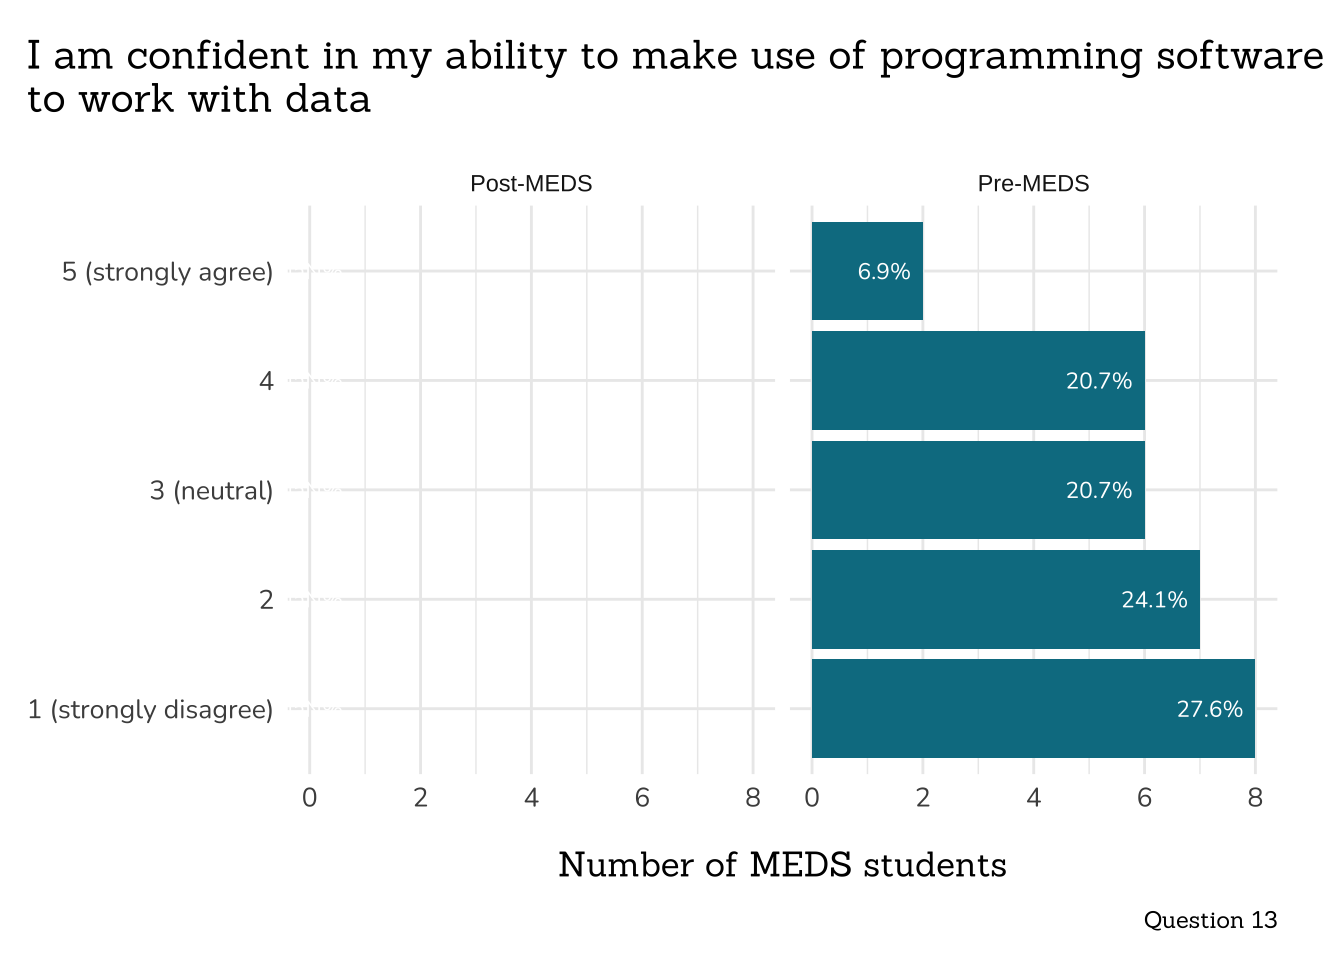 I am confident in my ability to make use of programming software
to work with data
Post-MEDS
Pre-MEDS
5 (strongly agree)
6.9%
4
20.7%
3 (neutral)
20.7%
2
24.1%
1 (strongly disagree)
27.6%
0 2 4 6 8
0 2 4 6 8
Number of MEDS students
Question 13